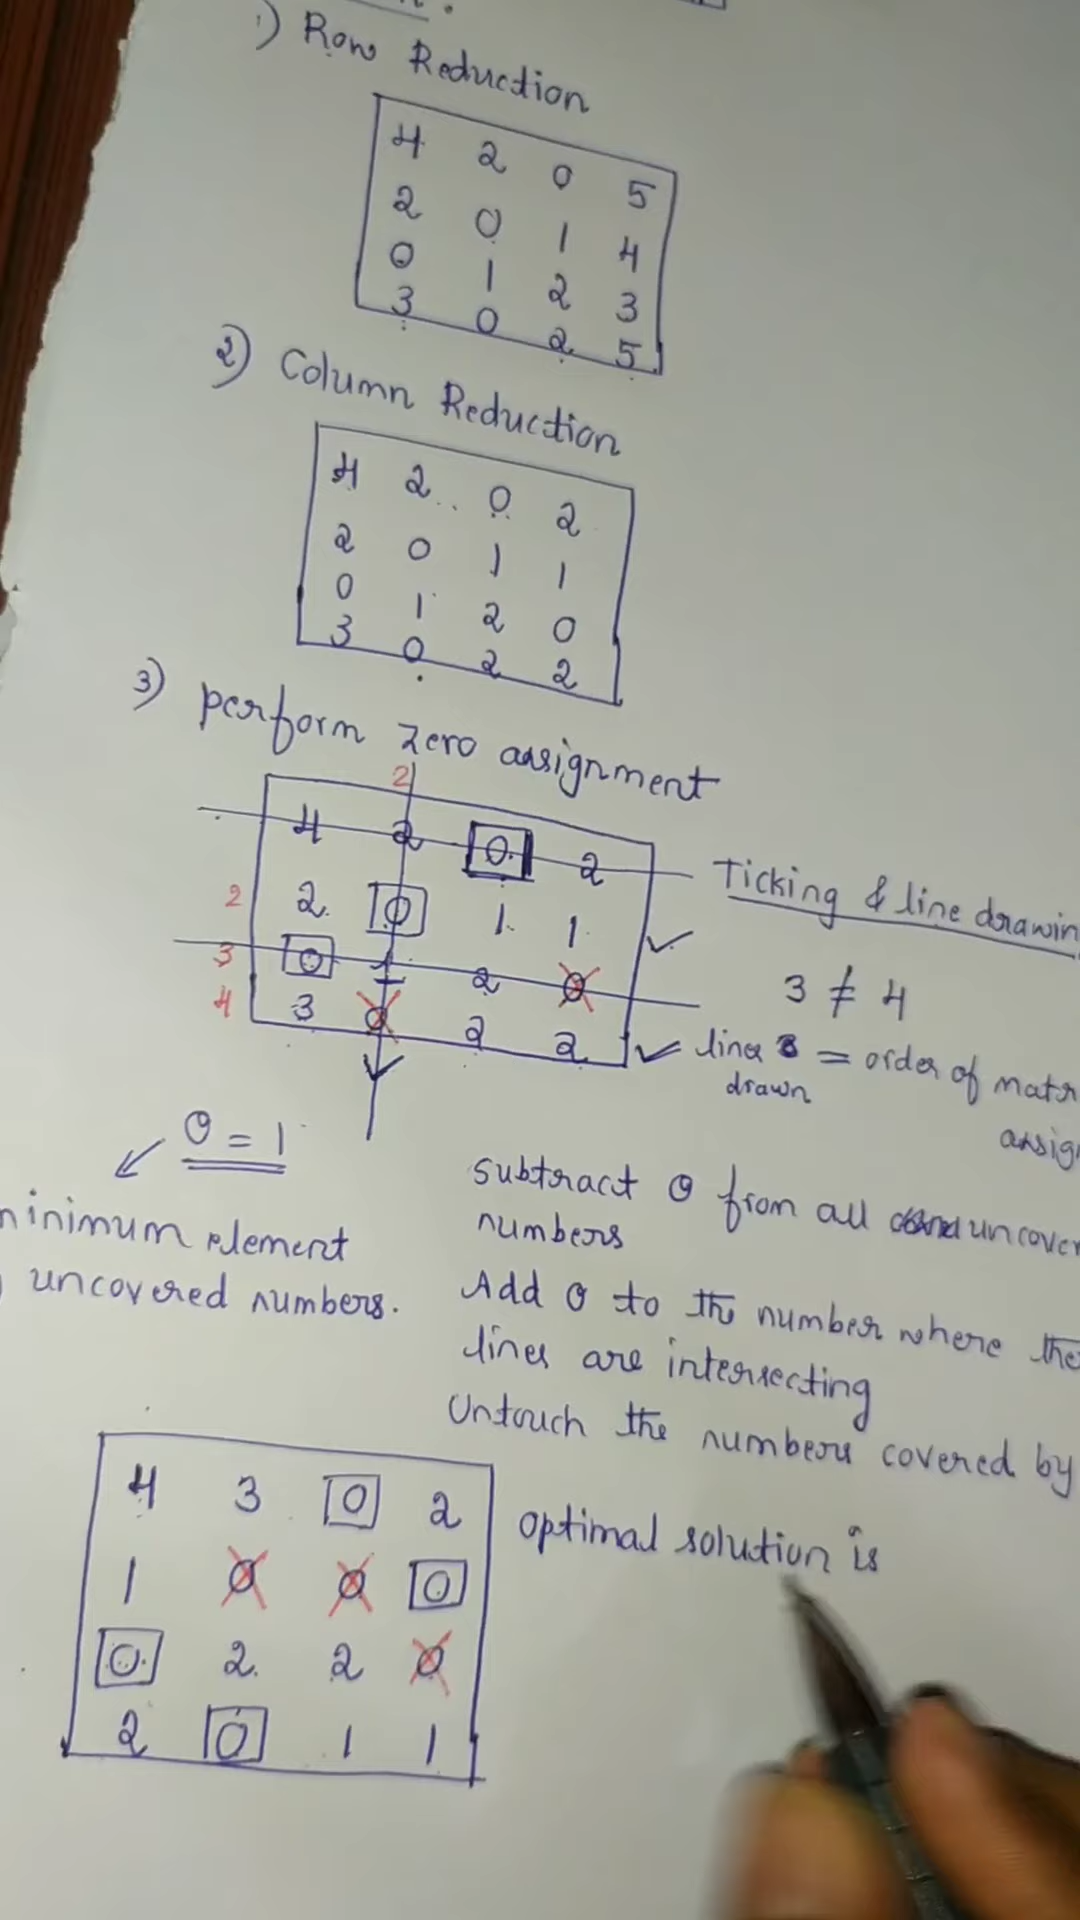 1) Row Reduction
4 2 0 5
2 0 1 4
0 1 2 3
3 0 2 5
2) Column Reduction
4 2 0 2
2 0 1 1
0 1 2 0
3 0 2 2
3) perform zero assignment
2
4 2 0 2
2 2 0 1 1
3 0 1 2 0
4 3 0 2 2
Ticking & line drawin
3 ≠ 4
lines = order of matr
drawn
assig
θ = 1
inimum element
uncovered numbers.
subtract θ from all uncover
numbers
Add θ to the number where the
lines are intersecting
Untouch the numbers covered by
4 3 0 2
1 0 0 0
0 2 2 0
2 0 1 1
optimal solution is